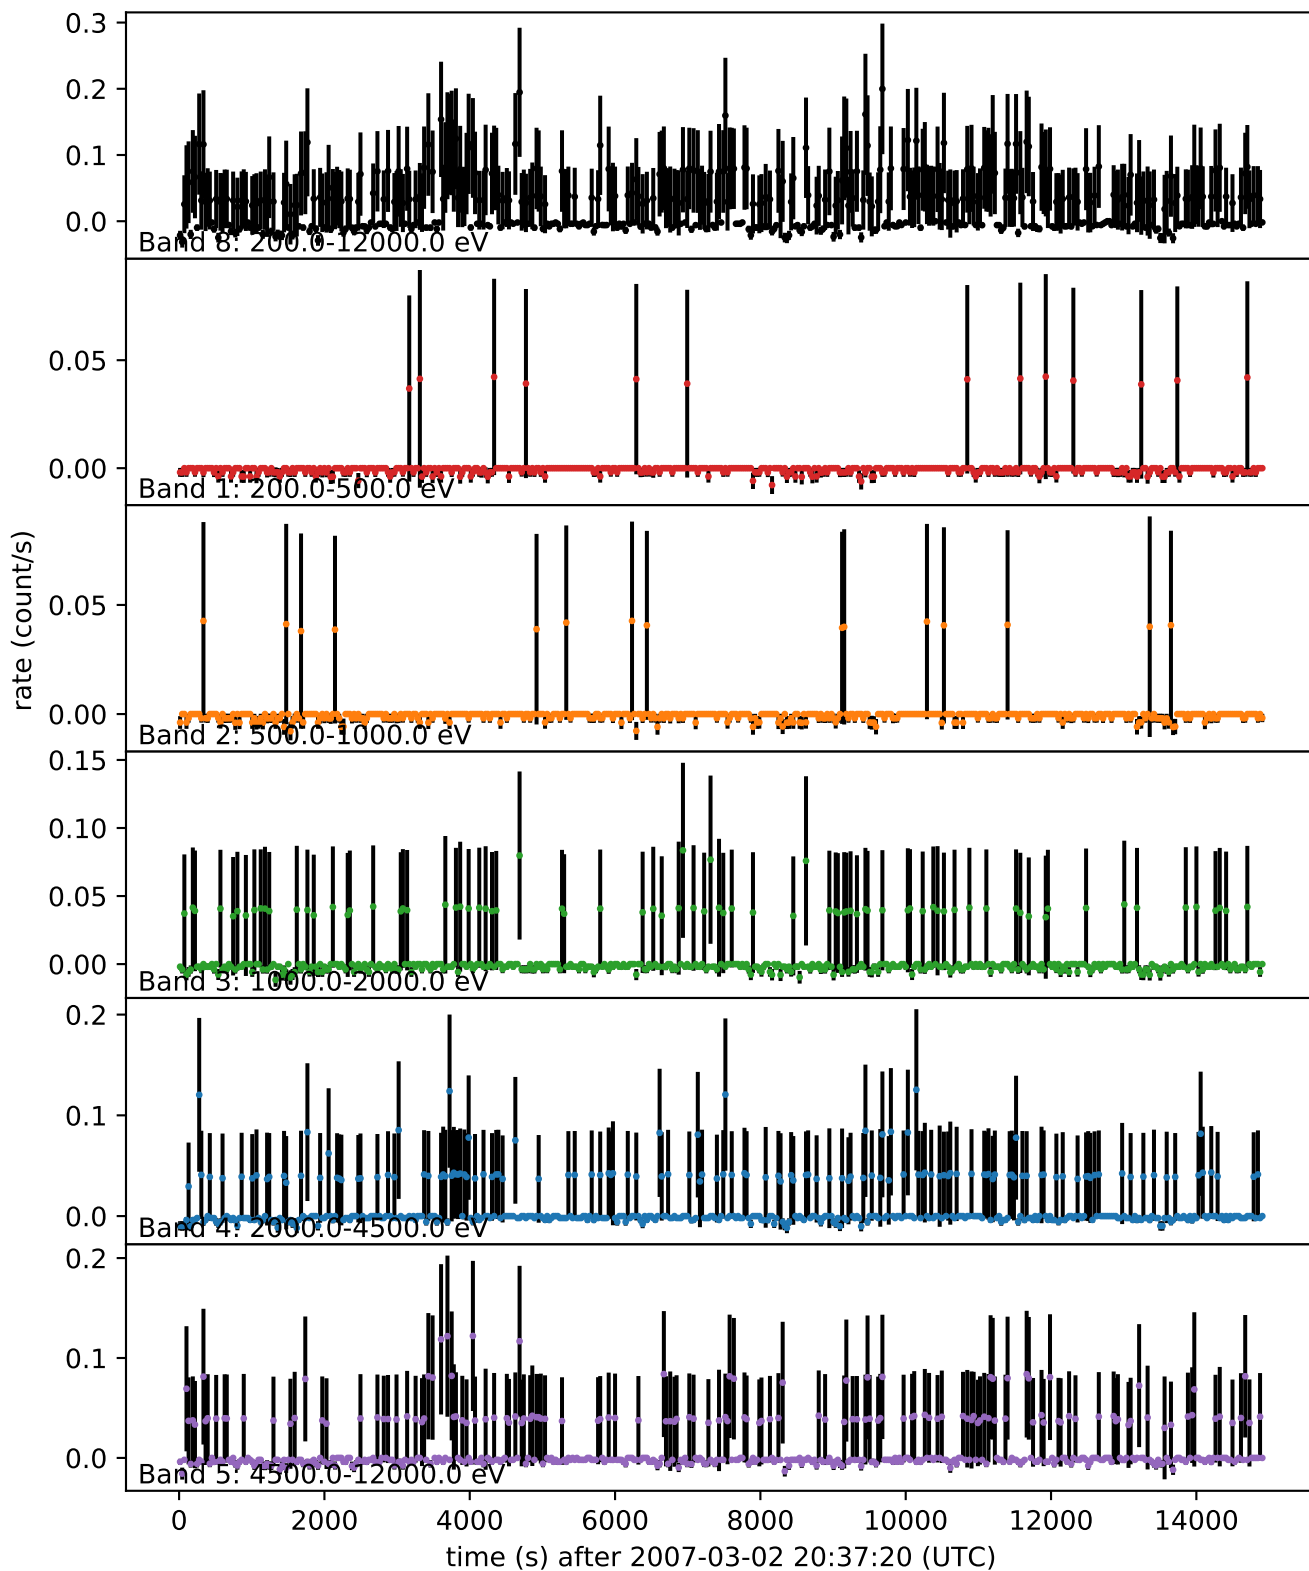 0.3
0.2
0.1
0.0
Band 8: 200.0-12000.0 eV
0.05
0.00
Band 1: 200.0-500.0 eV
0.05
0.00
Band 2: 500.0-1000.0 eV
rate (count/s)
0.15
0.10
0.05
0.00
Band 3: 1000.0-2000.0 eV
0.2
0.1
0.0
Band 4: 2000.0-4500.0 eV
0.2
0.1
0.0
Band 5: 4500.0-12000.0 eV
0 2000 4000 6000 8000 10000 12000 14000
time (s) after 2007-03-02 20:37:20 (UTC)